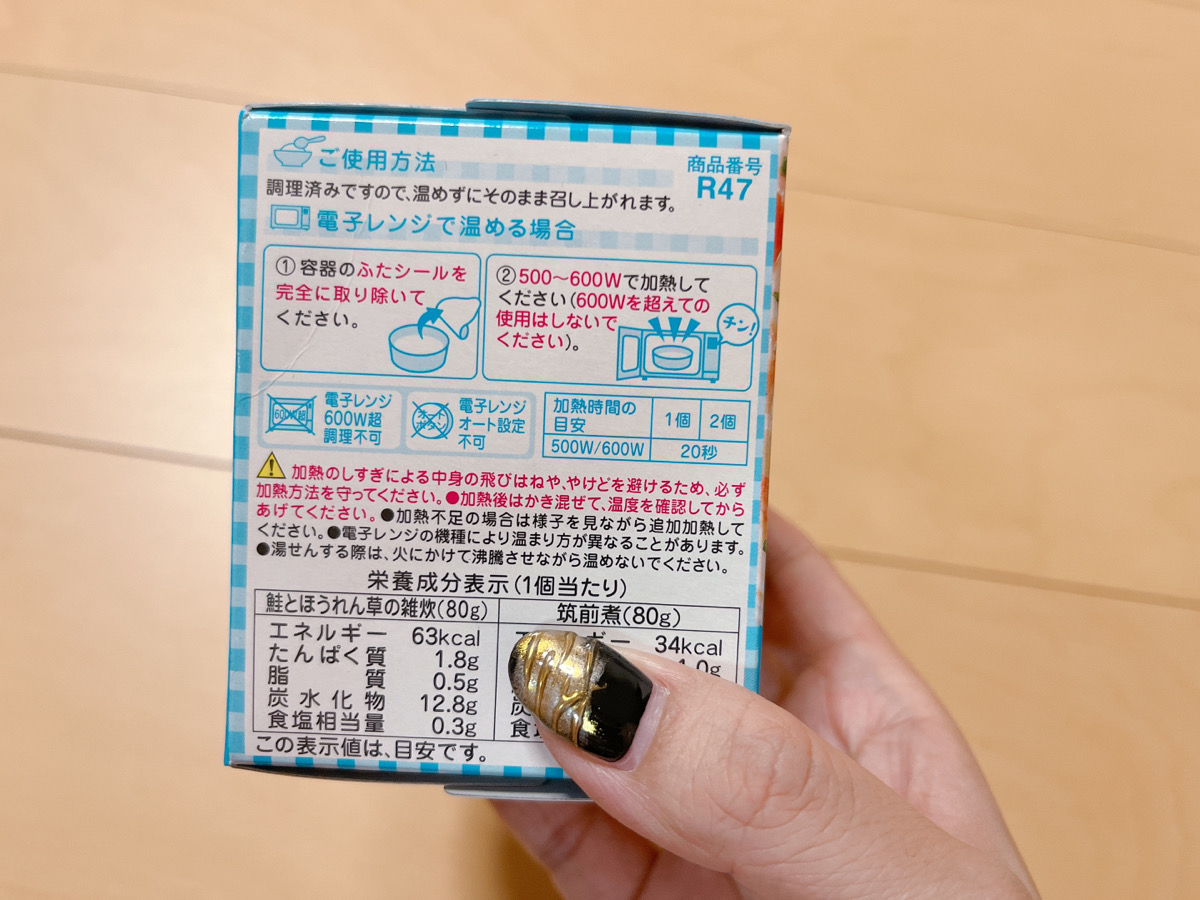 ご使用方法
商品番号
R47
調理済みですので、温めずにそのまま召し上がれます。
電子レンジで温める場合
①容器のふたシールを
完全に取り除いて
ください。
②500～600Wで加熱して
ください(600Wを超えての
使用はしないで
ください)。
チン!
600W超
電子レンジ
600W超
調理不可
オート
ボタン
電子レンジ
オート設定
不可
加熱時間の
目安
1個 2個
500W/600W 20秒
加熱のしすぎによる中身の飛びはねや、やけどを避けるため、必ず
加熱方法を守ってください。●加熱後はかき混ぜて、温度を確認してから
あげてください。●加熱不足の場合は様子を見ながら追加加熱して
ください。●電子レンジの機種により温まり方が異なることがあります。
●湯せんする際は、火にかけて沸騰させながら温めないでください。
栄養成分表示(1個当たり)
鮭とほうれん草の雑炊(80g)
エネルギー 63kcal
たんぱく質 1.8g
脂質 0.5g
炭水化物 12.8g
食塩相当量 0.3g
筑前煮(80g)
34kcal
1.0g
この表示値は、目安です。